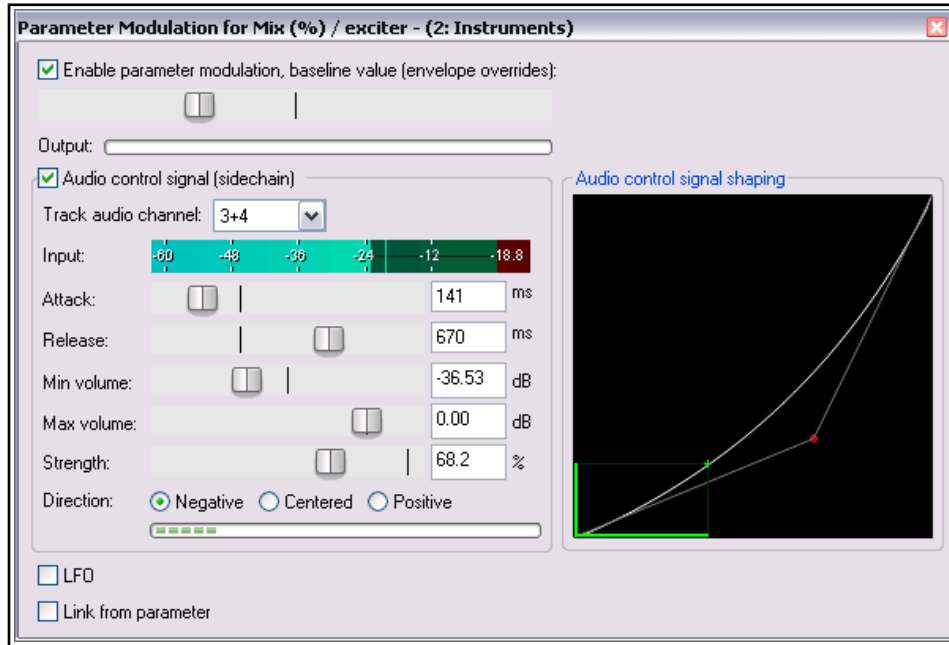 Parameter Modulation for Mix (%) / exciter - (2: Instruments)
Enable parameter modulation, baseline value (envelope overrides):
Output:
Audio control signal (sidechain)
Audio control signal shaping
Track audio channel: 3+4
Input: -60 -48 -36 -24 -12 -18.8
Attack: 141 ms
Release: 670 ms
Min volume: -36.53 dB
Max volume: 0.00 dB
Strength: 68.2 %
Direction: Negative Centered Positive
LFO
Link from parameter